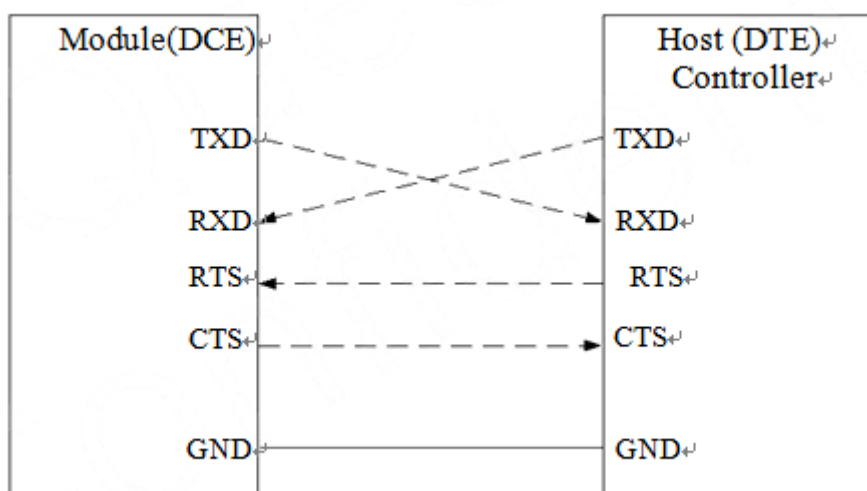 Module(DCE)↵
Host (DTE)↵
Controller↵
TXD↵
TXD↵
RXD↵
RXD↵
RTS↵
RTS↵
CTS↵
CTS↵
GND↵
GND↵